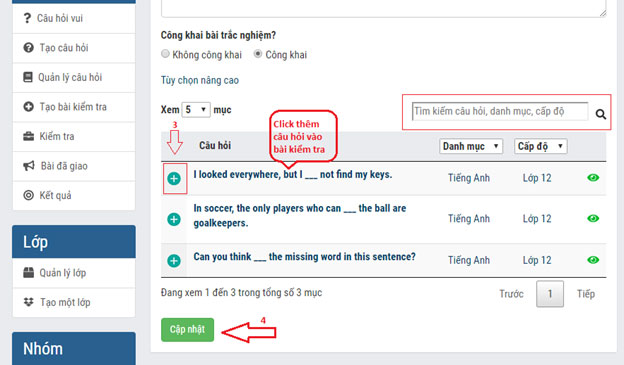 Câu hỏi vui
Tạo câu hỏi
Quản lý câu hỏi
Tạo bài kiểm tra
Kiểm tra
Bài đã giao
Kết quả
Lớp
Quản lý lớp
Tạo một lớp
Nhóm
Công khai bài trắc nghiệm?
Không công khai Công khai
Tùy chọn nâng cao
Xem 5 mục
Tìm kiếm câu hỏi, danh mục, cấp độ
3
Click thêm
câu hỏi vào
bài kiểm tra
Câu hỏi Danh mục Cấp độ
I looked everywhere, but I ___ not find my keys. Tiếng Anh Lớp 12
In soccer, the only players who can ___ the ball are
goalkeepers. Tiếng Anh Lớp 12
Can you think ___ the missing word in this sentence? Tiếng Anh Lớp 12
Đang xem 1 đến 3 trong tổng số 3 mục
Trước 1 Tiếp
Cập nhật
4